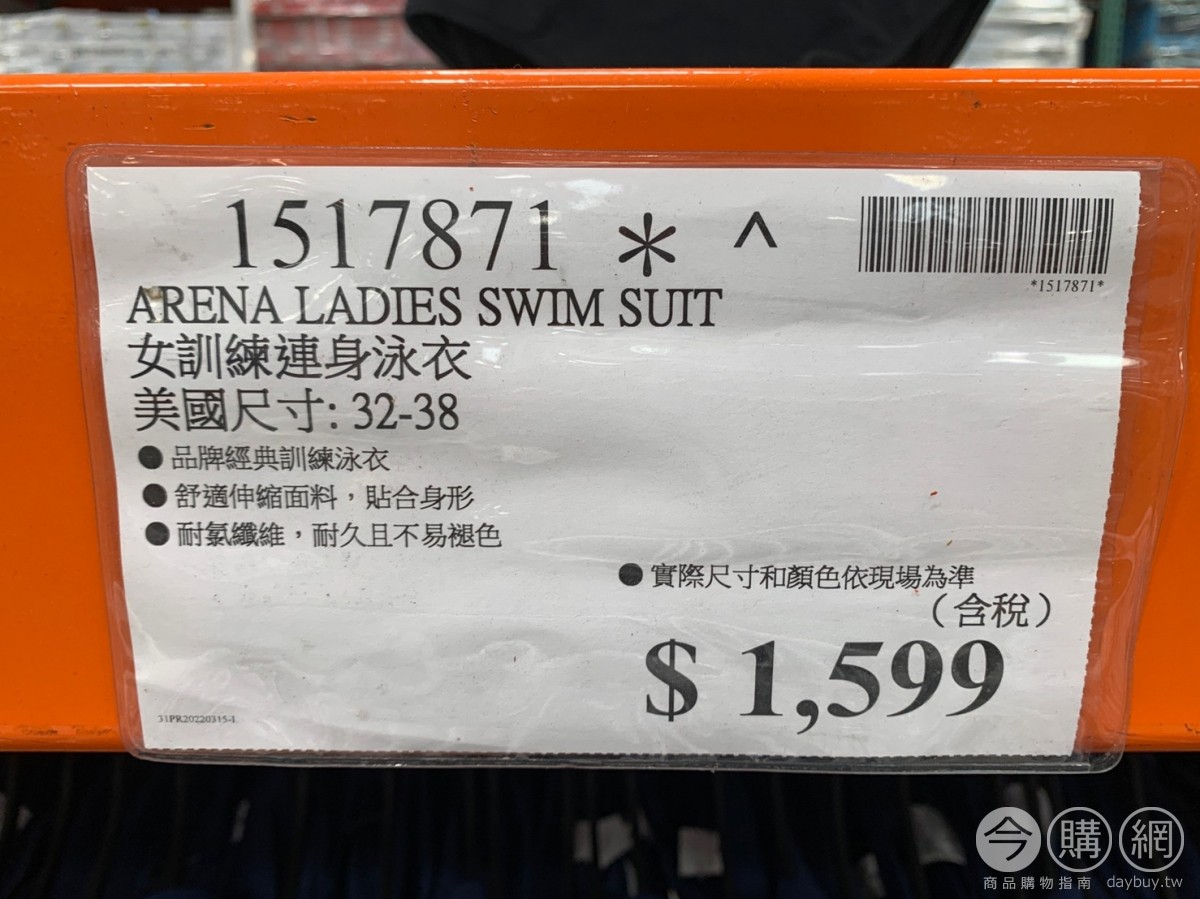 1517871 * ^
*1517871*
ARENA LADIES SWIM SUIT
女訓練連身泳衣
美國尺寸: 32-38
●品牌經典訓練泳衣
●舒適伸縮面料，貼合身形
●耐氯纖維，耐久且不易褪色
●實際尺寸和顏色依現場為準
（含稅）
$ 1,599
31PR20220315-1
今購網
商品購物指南 daybuy.tw